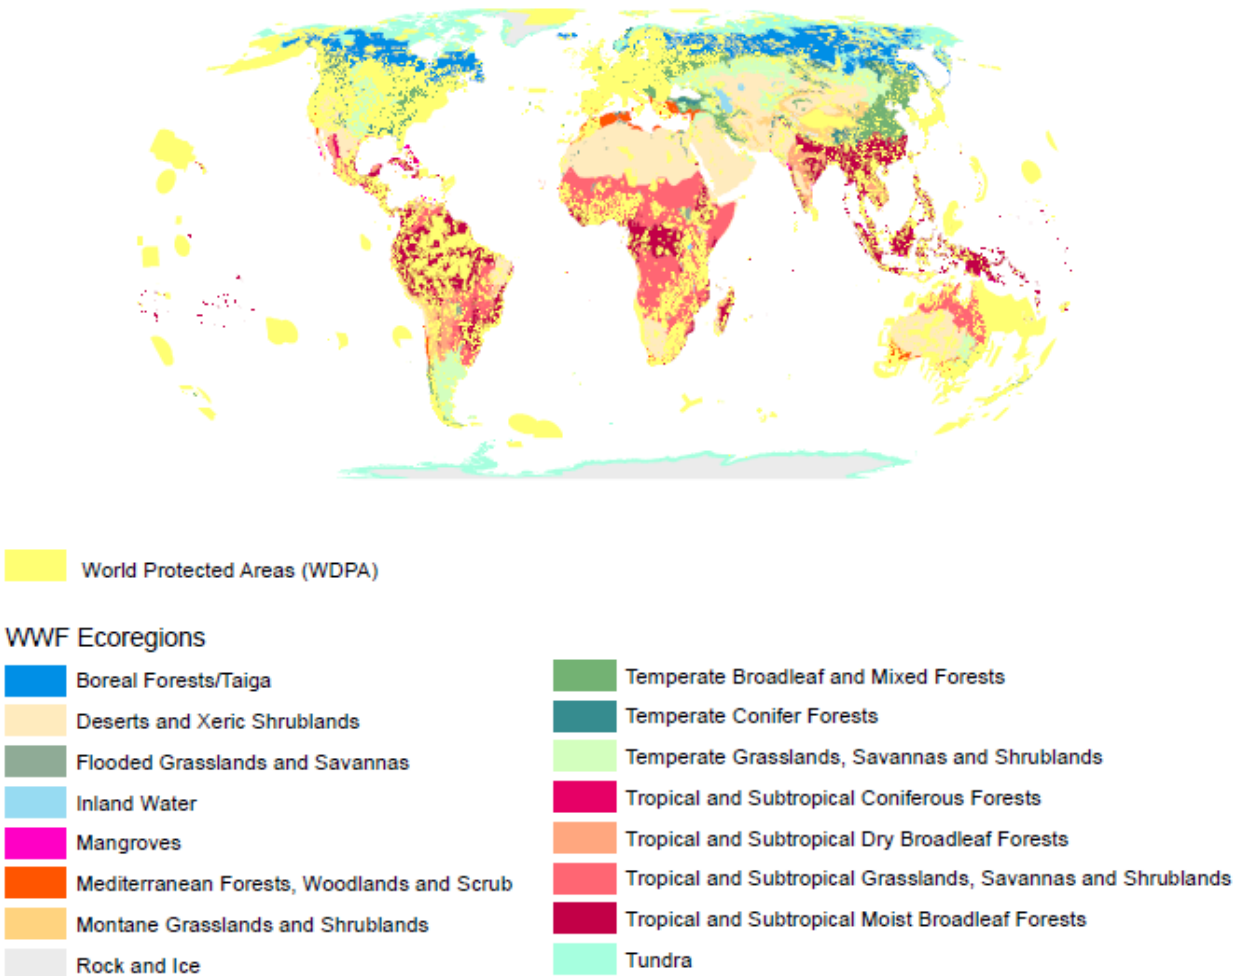 World Protected Areas (WDPA)
WWF Ecoregions
Boreal Forests/Taiga
Deserts and Xeric Shrublands
Flooded Grasslands and Savannas
Inland Water
Mangroves
Mediterranean Forests, Woodlands and Scrub
Montane Grasslands and Shrublands
Rock and Ice
Temperate Broadleaf and Mixed Forests
Temperate Conifer Forests
Temperate Grasslands, Savannas and Shrublands
Tropical and Subtropical Coniferous Forests
Tropical and Subtropical Dry Broadleaf Forests
Tropical and Subtropical Grasslands, Savannas and Shrublands
Tropical and Subtropical Moist Broadleaf Forests
Tundra